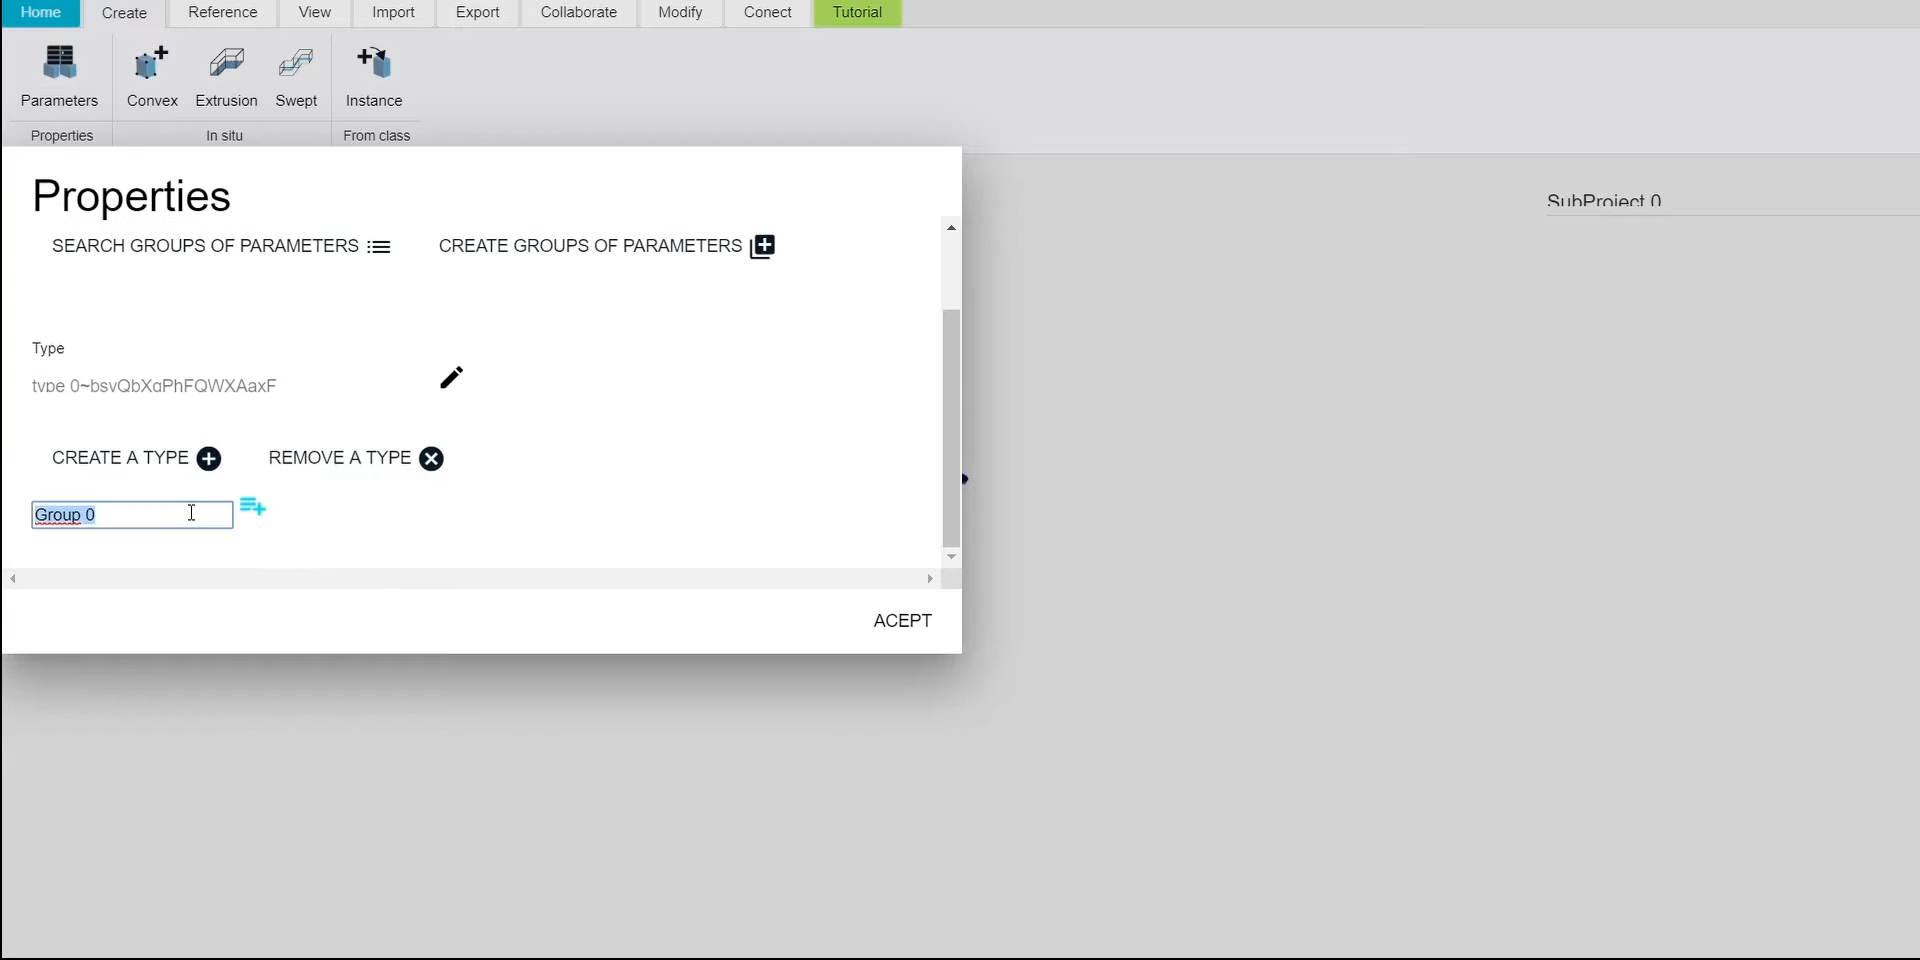 Home Create Reference View Import Export Collaborate Modify Conect Tutorial
Parameters Convex Extrusion Swept Instance
Properties In situ From class
Properties
SubProject 0
SEARCH GROUPS OF PARAMETERS CREATE GROUPS OF PARAMETERS
Type
type 0~bsvQbXgPhFQWXAaxF
CREATE A TYPE REMOVE A TYPE
Group 0
ACEPT